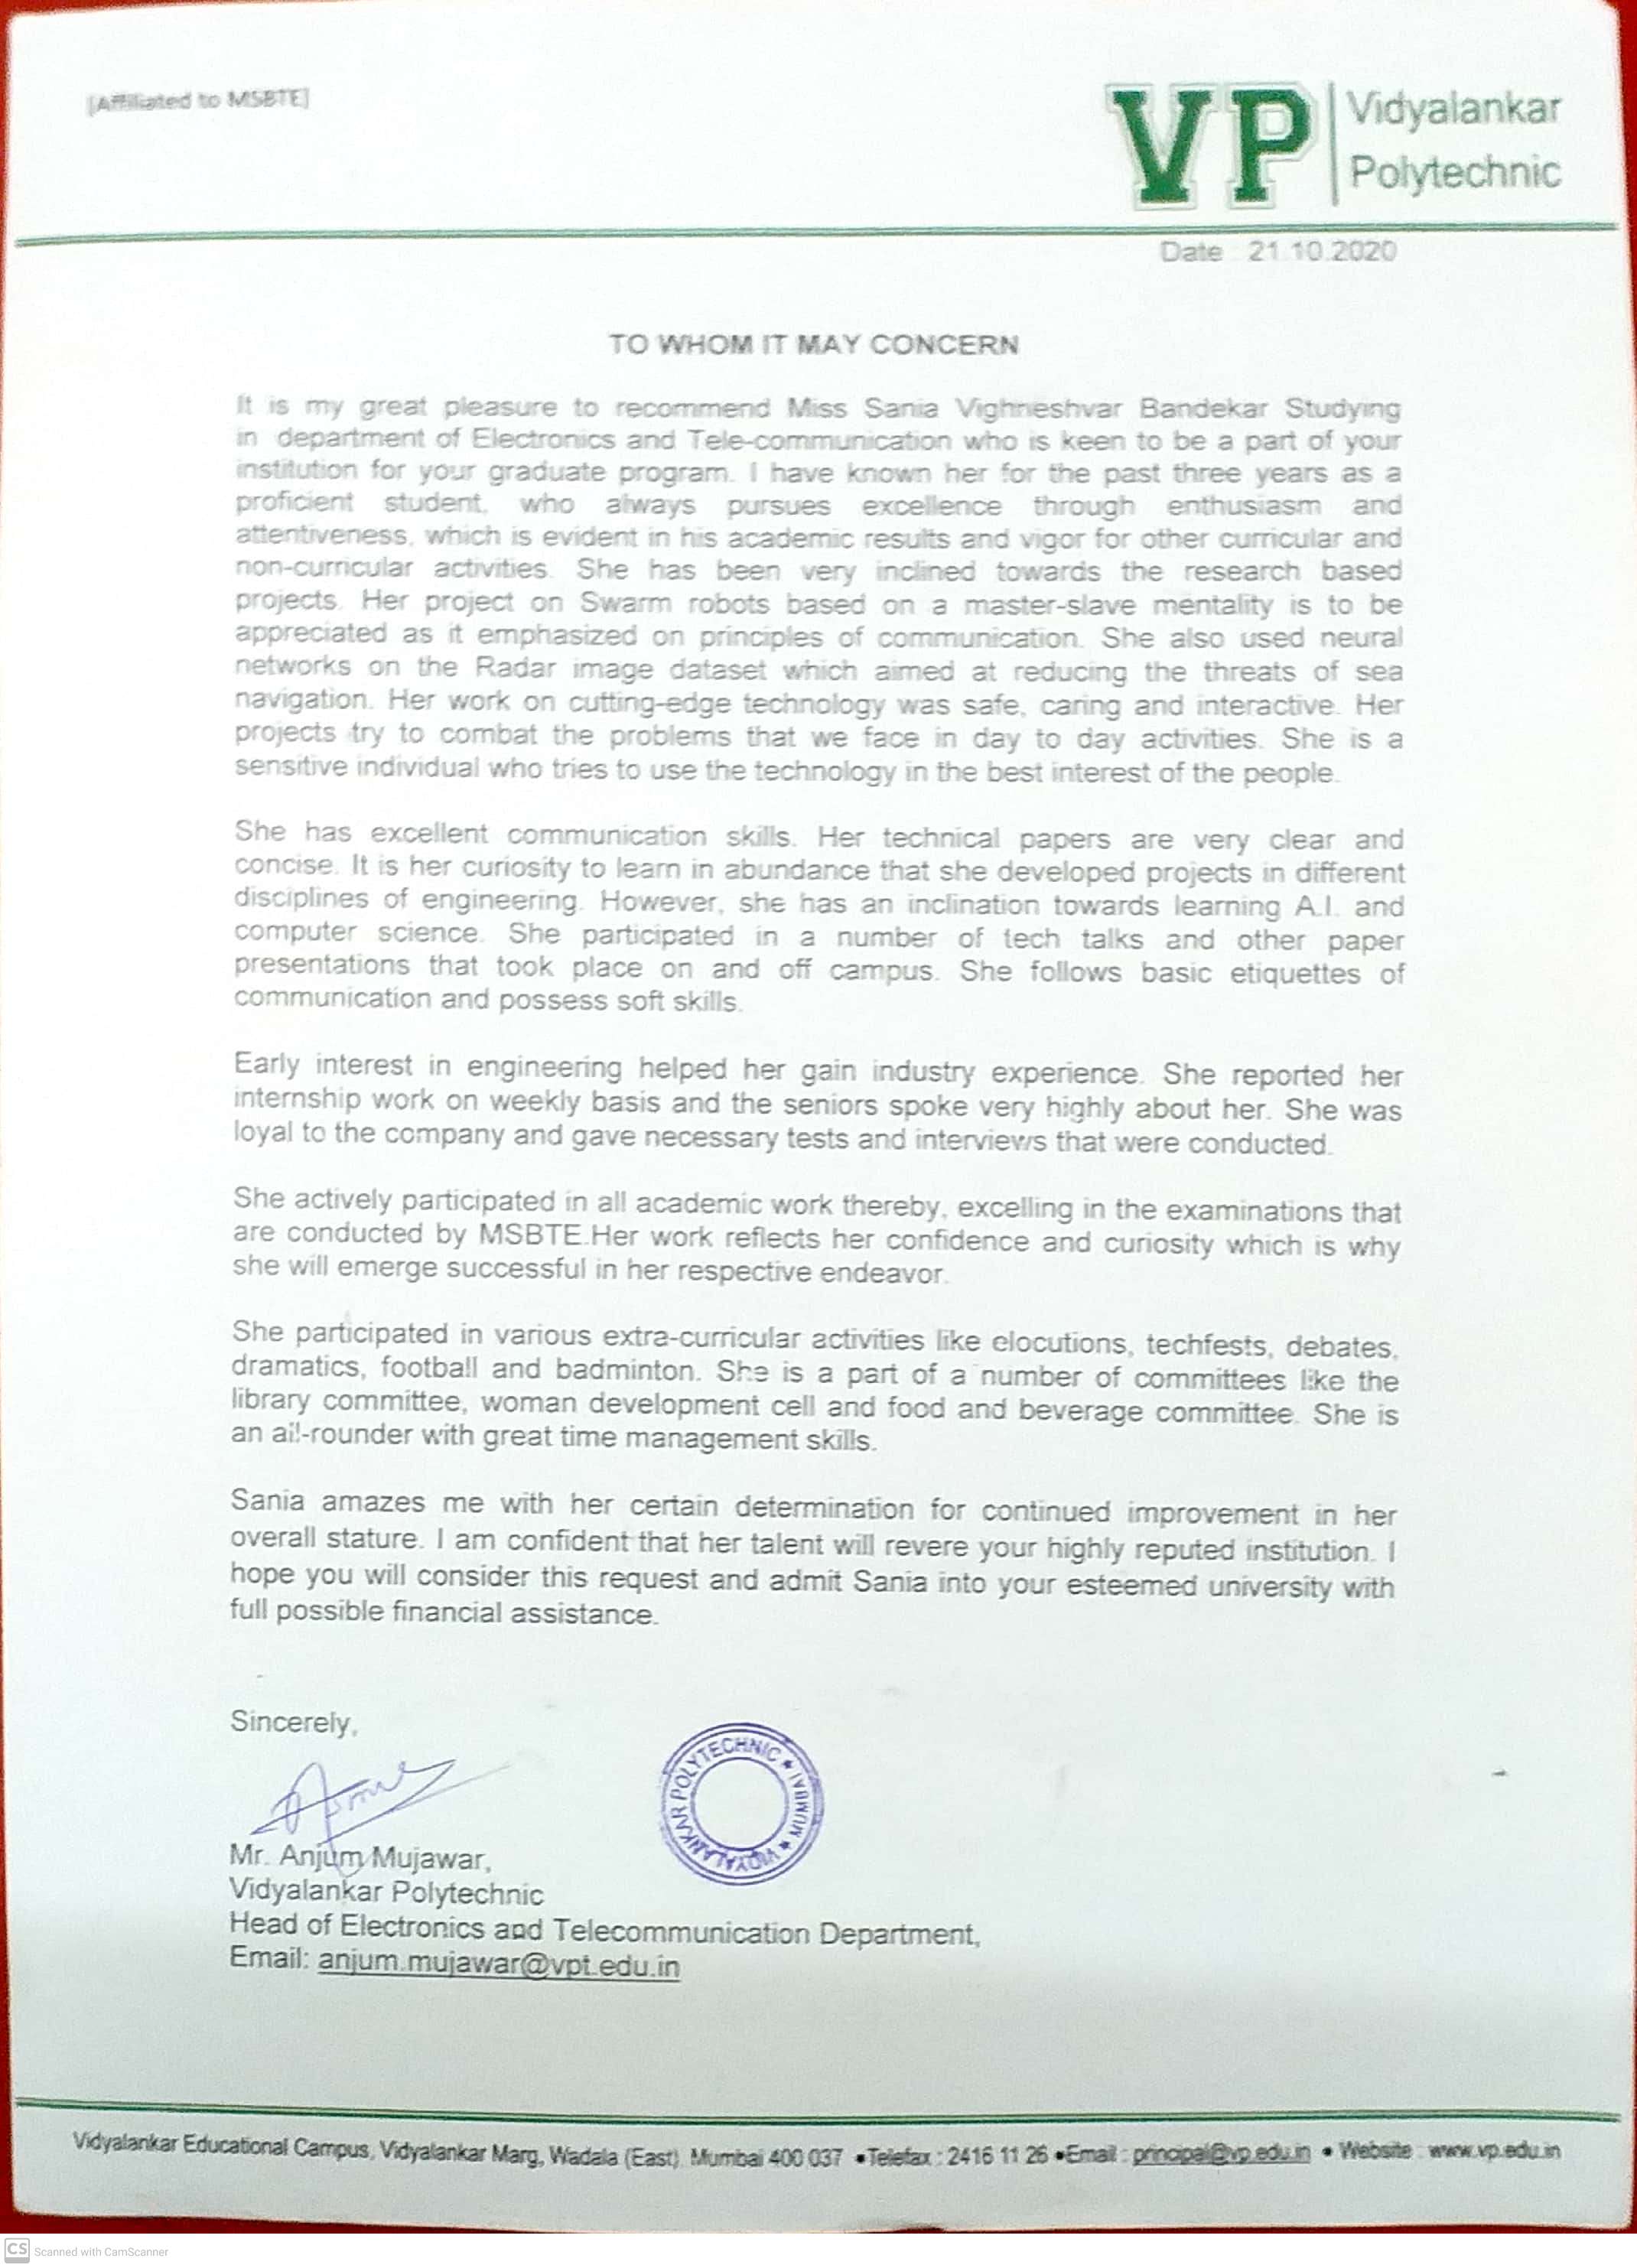 [Affiliated to MSBTE]
VP
Vidyalankar
Polytechnic
Date : 21.10.2020
TO WHOM IT MAY CONCERN
It is my great pleasure to recommend Miss Sania Vighneshvar Bandekar Studying
in department of Electronics and Tele-communication who is keen to be a part of your
institution for your graduate program. I have known her for the past three years as a
proficient student, who always pursues excellence through enthusiasm and
attentiveness, which is evident in his academic results and vigor for other curricular and
non-curricular activities. She has been very inclined towards the research based
projects. Her project on Swarm robots based on a master-slave mentality is to be
appreciated as it emphasized on principles of communication. She also used neural
networks on the Radar image dataset which aimed at reducing the threats of sea
navigation. Her work on cutting-edge technology was safe, caring and interactive. Her
projects try to combat the problems that we face in day to day activities. She is a
sensitive individual who tries to use the technology in the best interest of the people.
She has excellent communication skills. Her technical papers are very clear and
concise. It is her curiosity to learn in abundance that she developed projects in different
disciplines of engineering. However, she has an inclination towards learning A.I. and
computer science. She participated in a number of tech talks and other paper
presentations that took place on and off campus. She follows basic etiquettes of
communication and possess soft skills.
Early interest in engineering helped her gain industry experience. She reported her
internship work on weekly basis and the seniors spoke very highly about her. She was
loyal to the company and gave necessary tests and interviews that were conducted.
She actively participated in all academic work thereby, excelling in the examinations that
are conducted by MSBTE.Her work reflects her confidence and curiosity which is why
she will emerge successful in her respective endeavor.
She participated in various extra-curricular activities like elocutions, techfests, debates,
dramatics, football and badminton. She is a part of a number of committees like the
library committee, woman development cell and food and beverage committee. She is
an all-rounder with great time management skills.
Sania amazes me with her certain determination for continued improvement in her
overall stature. I am confident that her talent will revere your highly reputed institution. I
hope you will consider this request and admit Sania into your esteemed university with
full possible financial assistance.
Sincerely,
VIDYALANKAR POLYTECHNIC ★ MUMBAI ★
Mr. Anjum Mujawar,
Vidyalankar Polytechnic
Head of Electronics and Telecommunication Department,
Email: anjum.mujawar@vpt.edu.in
Vidyalankar Educational Campus, Vidyalankar Marg, Wadala (East). Mumbai 400 037 •Telefax : 2416 11 26 •Email : principal@vp.edu.in • Website : www.vp.edu.in
CS Scanned with CamScanner